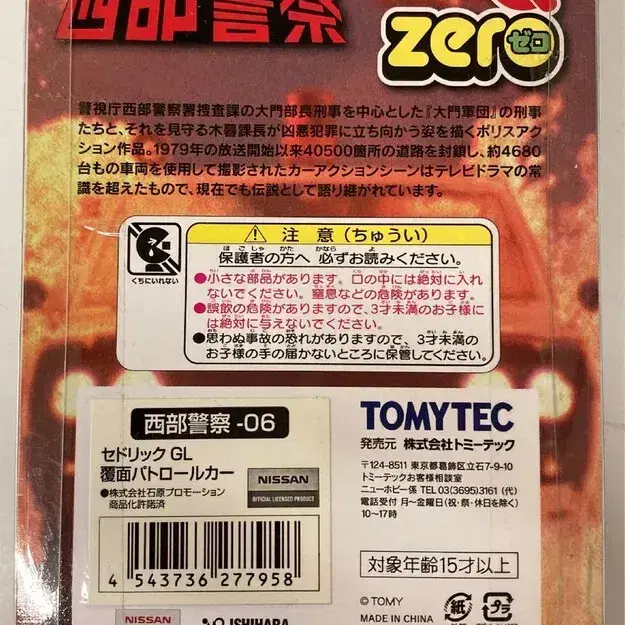 西部警察
zero
ゼロ
警視庁西部警察署捜査課の大門部長刑事を中心とした『大門軍団』の刑事
たちと、それを見守る木暮課長が凶悪犯罪に立ち向かう姿を描くポリスアク
ション作品。1979年の放送開始以来40500箇所の道路を封鎖し、約4680
台もの車両を使用して撮影されたカーアクションシーンはテレビドラマの常
識を超えたもので、現在でも伝説として語り継がれています。
くちにいれない
注意(ちゅうい)
保護者の方へ 必ずお読みください。
●小さな部品があります。口の中には絶対に入れ
ないでください。窒息などの危険があります。
●誤飲の危険がありますので、3才未満のお子様に
は絶対に与えないでください。
●思わぬ事故の恐れがありますので、3才未満の
お子様の手の届かないところに保管してください。
西部警察-06
セドリック GL
覆面パトロールカー
●株式会社石原プロモーション
商品化許諾済
NISSAN
OFFICIAL LICENSED PRODUCT
4 543736 277958
TOMYTEC
発売元 株式会社トミーテック
〒124-8511 東京都葛飾区立石7-9-10
トミーテックお客様相談室
ニューホビー係 TEL 03(3695)3161 (代)
電話受付 月~金曜日(祝・祭・休日を除く)
10~17時
対象年齢15才以上
©TOMY
MADE IN CHINA
紙
プラ
NISSAN
ISHIHARA